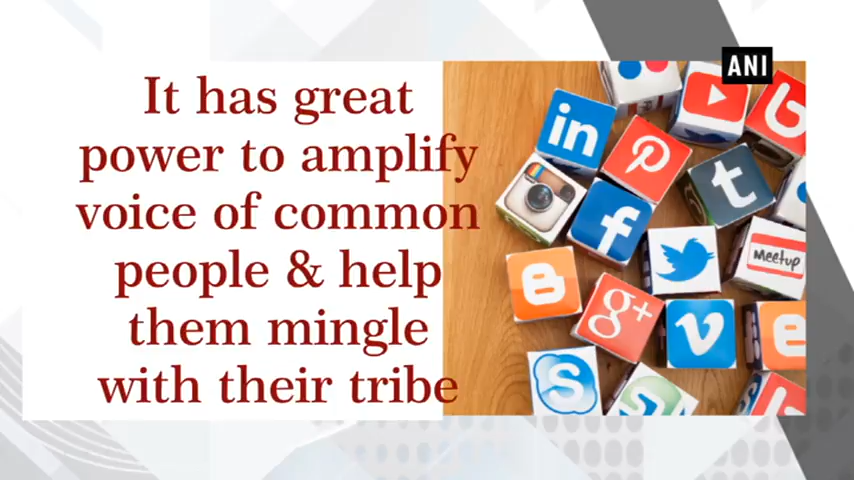 ANI
It has great
power to amplify
voice of common
people & help
them mingle
with their tribe
in
f
t
g+
Meetup
v
S
e